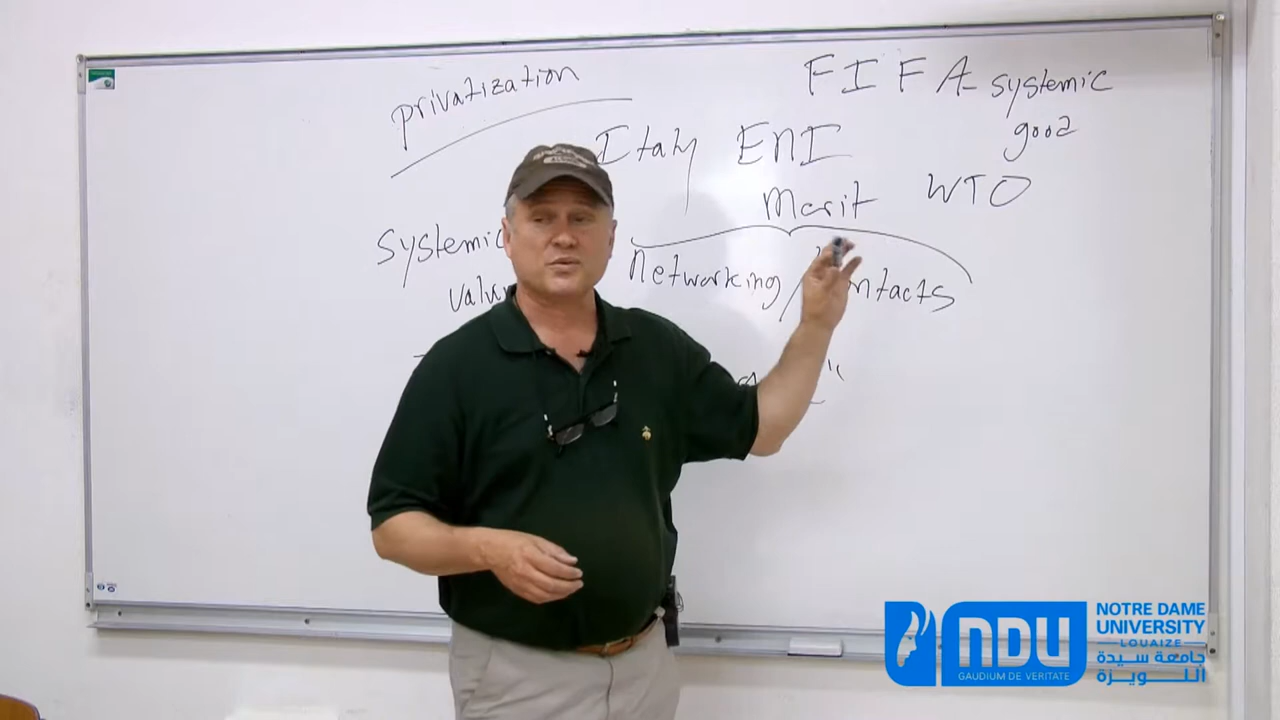 privatization
FIFA - systemic
good
Italy ENI
WTO
Merit
systemic
Networking /
NDU
GAUDIUM DE VERITATE
NOTRE DAME
UNIVERSITY
LOUAIZE
جامعة سيدة
اللويزة